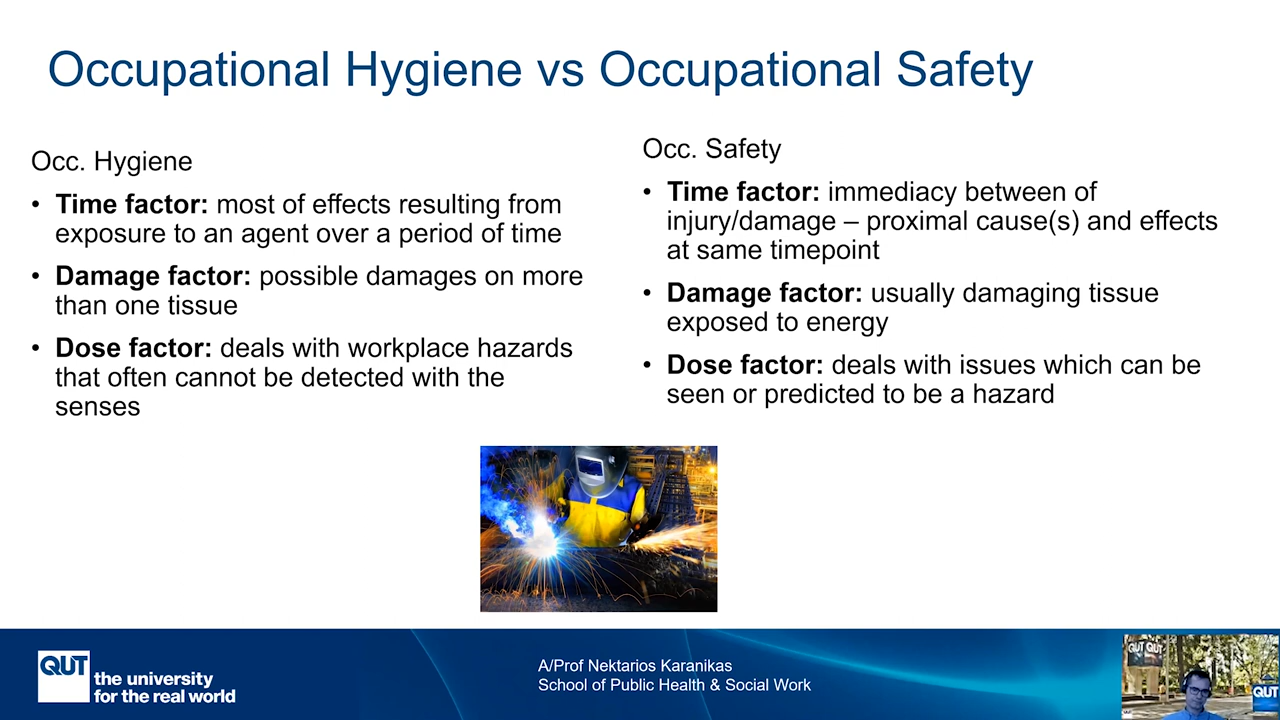 Occupational Hygiene vs Occupational Safety
Occ. Hygiene
• Time factor: most of effects resulting from
exposure to an agent over a period of time
• Damage factor: possible damages on more
than one tissue
• Dose factor: deals with workplace hazards
that often cannot be detected with the
senses
Occ. Safety
• Time factor: immediacy between of
injury/damage – proximal cause(s) and effects
at same timepoint
• Damage factor: usually damaging tissue
exposed to energy
• Dose factor: deals with issues which can be
seen or predicted to be a hazard
QUT
the university
for the real world
A/Prof Nektarios Karanikas
School of Public Health & Social Work
QUT QUT
QUT